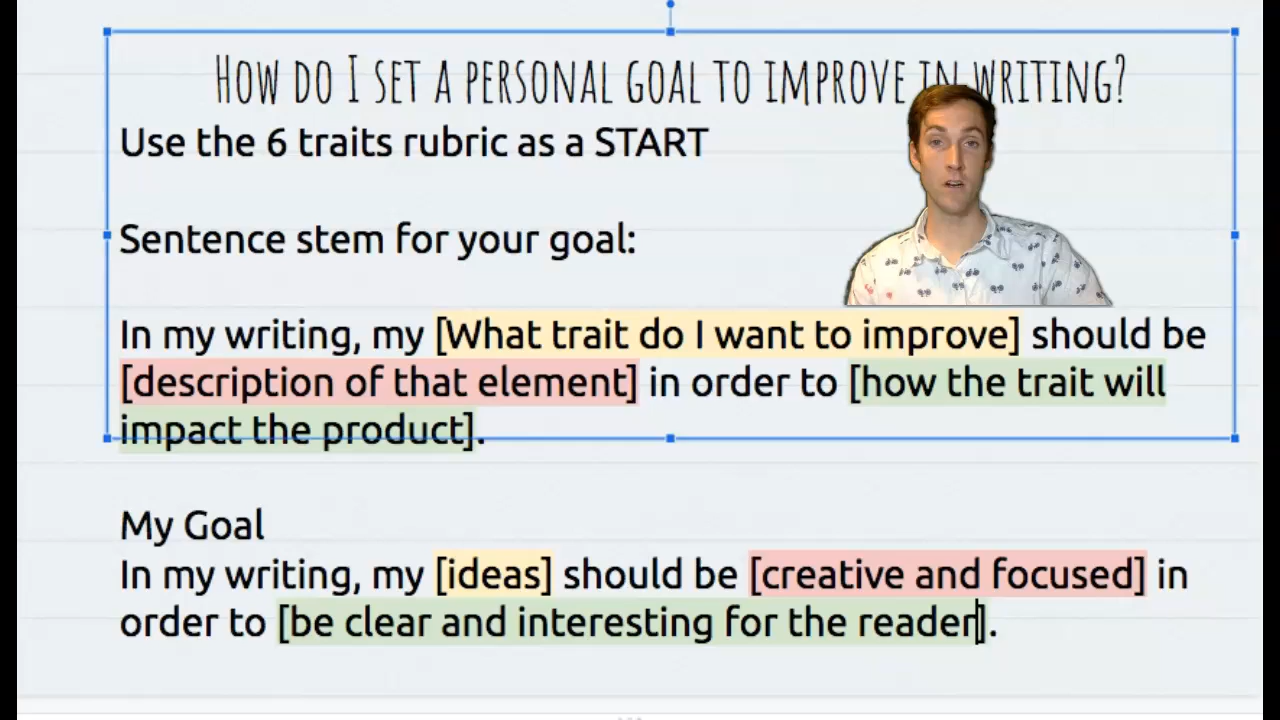 HOW DO I SET A PERSONAL GOAL TO IMPROVE IN WRITING?
Use the 6 traits rubric as a START
Sentence stem for your goal:
In my writing, my [What trait do I want to improve] should be
[description of that element] in order to [how the trait will
impact the product].
My Goal
In my writing, my [ideas] should be [creative and focused] in
order to [be clear and interesting for the reader].